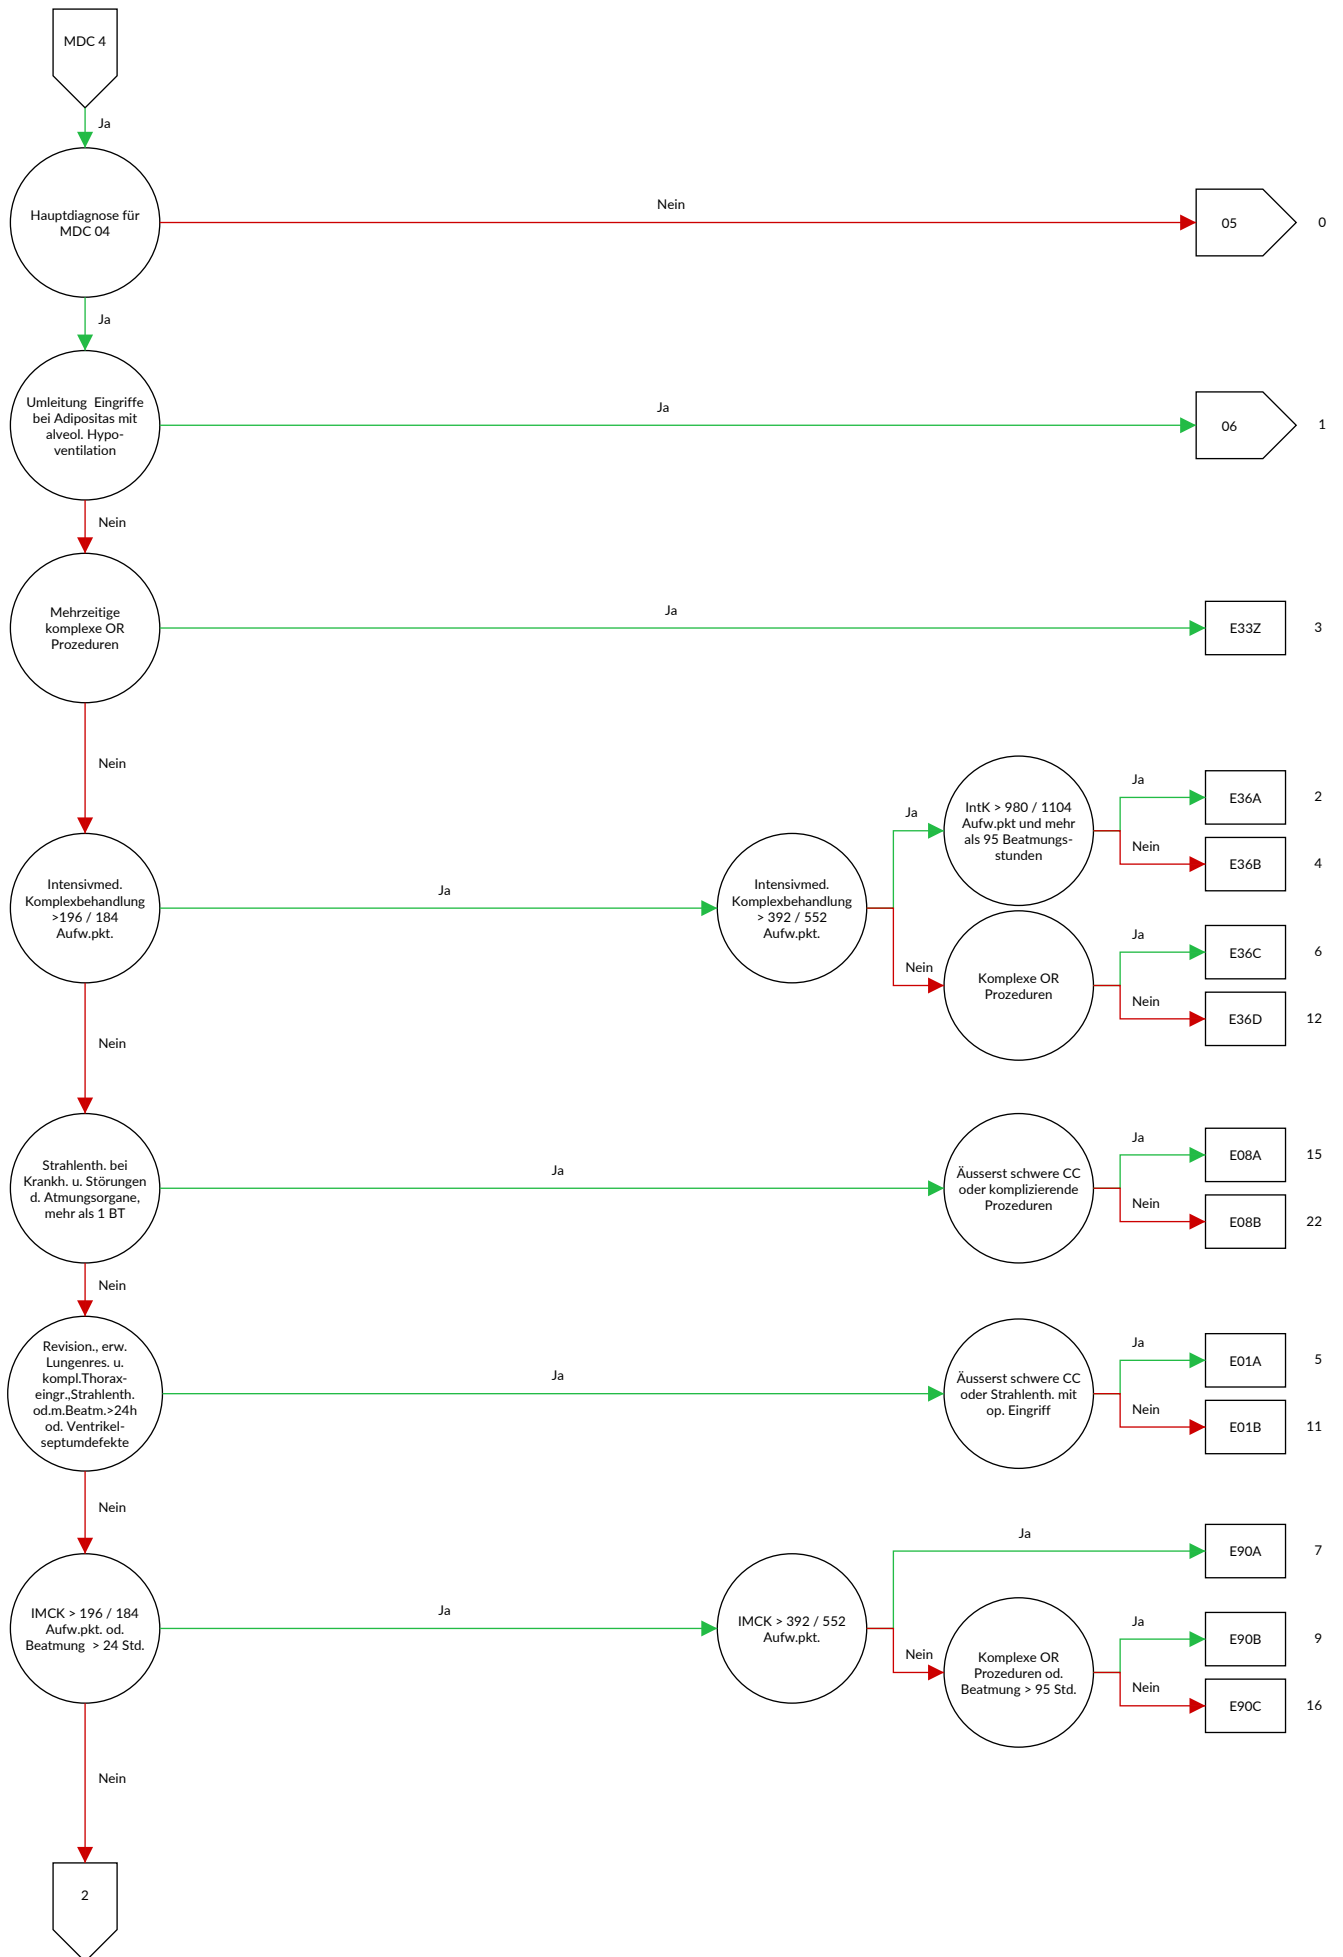 MDC 4
Ja
Hauptdiagnose für
MDC 04
Nein
05
0
Ja
Umleitung  Eingriffe
bei Adipositas mit
alveol. Hypo-
ventilation
Ja
06
1
Nein
Mehrzeitige
komplexe OR
Prozeduren
Ja
E33Z
3
Nein
Intensivmed.
Komplexbehandlung
>196 / 184
Aufw.pkt.
Ja
Intensivmed.
Komplexbehandlung
> 392 / 552
Aufw.pkt.
Ja
IntK > 980 / 1104
Aufw.pkt und mehr
als 95 Beatmungs-
stunden
Ja
E36A
2
Nein
E36B
4
Nein
Komplexe OR
Prozeduren
Ja
E36C
6
Nein
E36D
12
Nein
Strahlenth. bei
Krankh. u. Störungen
d. Atmungsorgane,
mehr als 1 BT
Ja
Äusserst schwere CC
oder komplizierende
Prozeduren
Ja
E08A
15
Nein
E08B
22
Nein
Revision., erw.
Lungenres. u.
kompl.Thorax-
eingr.,Strahlenth.
od.m.Beatm.>24h
od. Ventrikel-
septumdefekte
Ja
Äusserst schwere CC
oder Strahlenth. mit
op. Eingriff
Ja
E01A
5
Nein
E01B
11
Nein
IMCK > 196 / 184
Aufw.pkt. od.
Beatmung  > 24 Std.
Ja
IMCK > 392 / 552
Aufw.pkt.
Ja
E90A
7
Nein
Komplexe OR
Prozeduren od.
Beatmung > 95 Std.
Ja
E90B
9
Nein
E90C
16
Nein
2